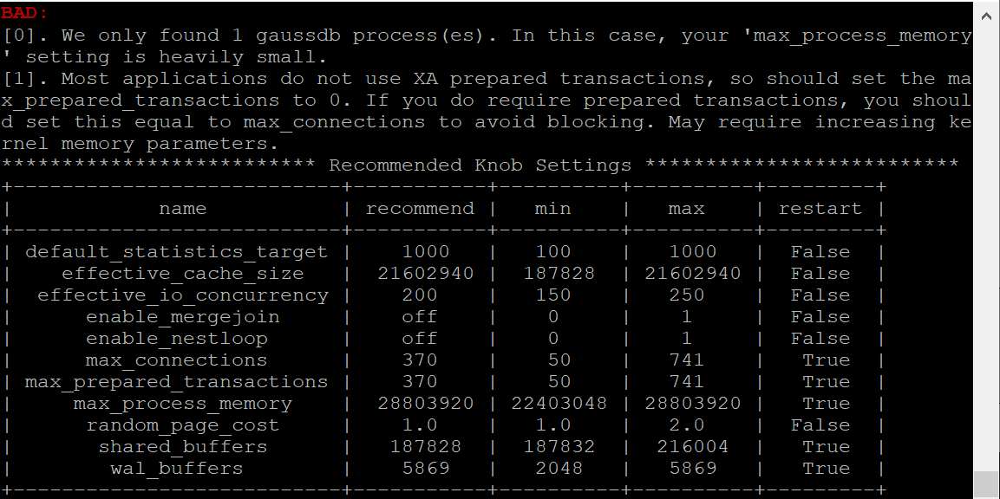 BAD:
[0]. We only found 1 gaussdb process(es). In this case, your 'max_process_memory
' setting is heavily small.
[1]. Most applications do not use XA prepared transactions, so should set the ma
x_prepared_transactions to 0. If you do require prepared transactions, you shoul
d set this equal to max_connections to avoid blocking. May require increasing ke
rnel memory parameters.
************************** Recommended Knob Settings **************************
+---------------------------+-----------+----------+----------+---------+
|            name           | recommend |   min    |   max    | restart |
+---------------------------+-----------+----------+----------+---------+
| default_statistics_target |    1000   |   100    |   1000   |  False  |
|    effective_cache_size   |  21602940 |  187828  | 21602940 |  False  |
|  effective_io_concurrency |    200    |   150    |   250    |  False  |
|      enable_mergejoin     |    off    |    0     |    1     |  False  |
|      enable_nestloop      |    off    |    0     |    1     |  False  |
|      max_connections      |    370    |    50    |   741    |   True  |
| max_prepared_transactions |    370    |    50    |   741    |   True  |
|     max_process_memory    |  28803920 | 22403048 | 28803920 |   True  |
|      random_page_cost     |    1.0    |   1.0    |   2.0    |  False  |
|       shared_buffers      |   187828  |  187832  |  216004  |   True  |
|        wal_buffers        |    5869   |   2048   |   5869   |   True  |
+---------------------------+-----------+----------+----------+---------+